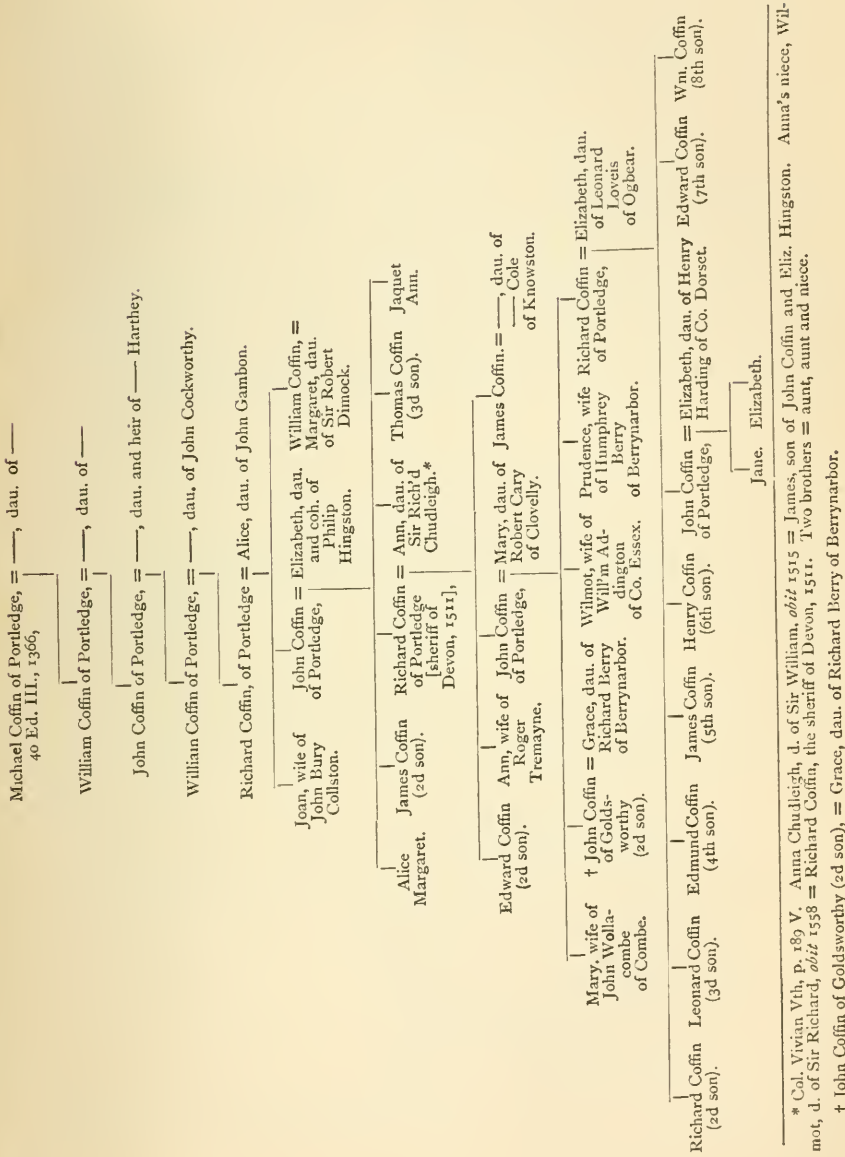 Michael Coffin of Portledge, = ——, dau. of ——
40 Ed. III., 1366,
William Coffin of Portledge, = ——, dau. of ——
John Coffin of Portledge, = ——, dau. and heir of —— Harthey.
William Coffin of Portledge, = ——, dau. of John Cockworthy.
Richard Coffin, of Portledge = Alice, dau. of John Gambon.
Joan, wife of
John Bury
Collston.
John Coffin = Elizabeth, dau.
of Portledge, and coh. of
Philip
Hingston.
William Coffin, =
Margaret, dau.
of Sir Robert
Dimock.
Alice
Margaret.
James Coffin
(2d son).
Richard Coffin = Ann, dau. of
of Portledge Sir Rich'd
[sheriff of Chudleigh.*
Devon, 1511],
Thomas Coffin
(3d son).
Jaquet
Ann.
Edward Coffin
(2d son).
Ann, wife of
Roger
Tremayne.
John Coffin = Mary, dau. of
of Portledge, Robert Cary
of Clovelly.
James Coffin. = ——, dau. of
—— Cole
of Knowston.
Mary, wife of
John Wolla-
combe
of Combe.
† John Coffin = Grace, dau. of
of Golds- Richard Berry
worthy of Berrynarbor.
(2d son).
Wilmot, wife of
Will'm Ad-
dington
of Co. Essex.
Prudence, wife
of Humphrey
Berry
of Berrynarbor.
Richard Coffin = Elizabeth, dau.
of Portledge, of Leonard
Loveis
of Ogbear.
Richard Coffin
(2d son).
Leonard Coffin
(3d son).
Edmund Coffin
(4th son).
James Coffin
(5th son).
Henry Coffin
(6th son).
John Coffin = Elizabeth, dau. of Henry
of Portledge, Harding of Co. Dorset.
Edward Coffin
(7th son).
Wm. Coffin
(8th son).
Jane. Elizabeth.
* Col. Vivian Vth, p. 189 V. Anna Chudleigh, d. of Sir William, obit 1515 = James, son of John Coffin and Eliz. Hingston. Anna's niece, Wil-
mot, d. of Sir Richard, obit 1558 = Richard Coffin, the sheriff of Devon, 1511. Two brothers = aunt, aunt and niece.
† John Coffin of Goldsworthy (2d son), = Grace, dau. of Richard Berry of Berrynarbor.